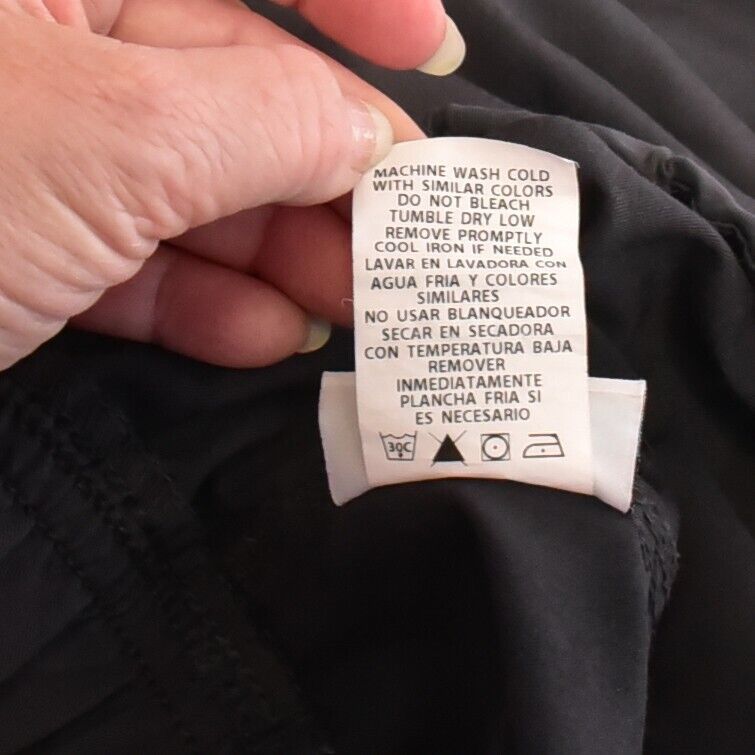 MACHINE WASH COLD
WITH SIMILAR COLORS
DO NOT BLEACH
TUMBLE DRY LOW
REMOVE PROMPTLY
COOL IRON IF NEEDED
LAVAR EN LAVADORA CON
AGUA FRIA Y COLORES
SIMILARES
NO USAR BLANQUEADOR
SECAR EN SECADORA
CON TEMPERATURA BAJA
REMOVER
INMEDIATAMENTE
PLANCHA FRIA SI
ES NECESARIO
30C